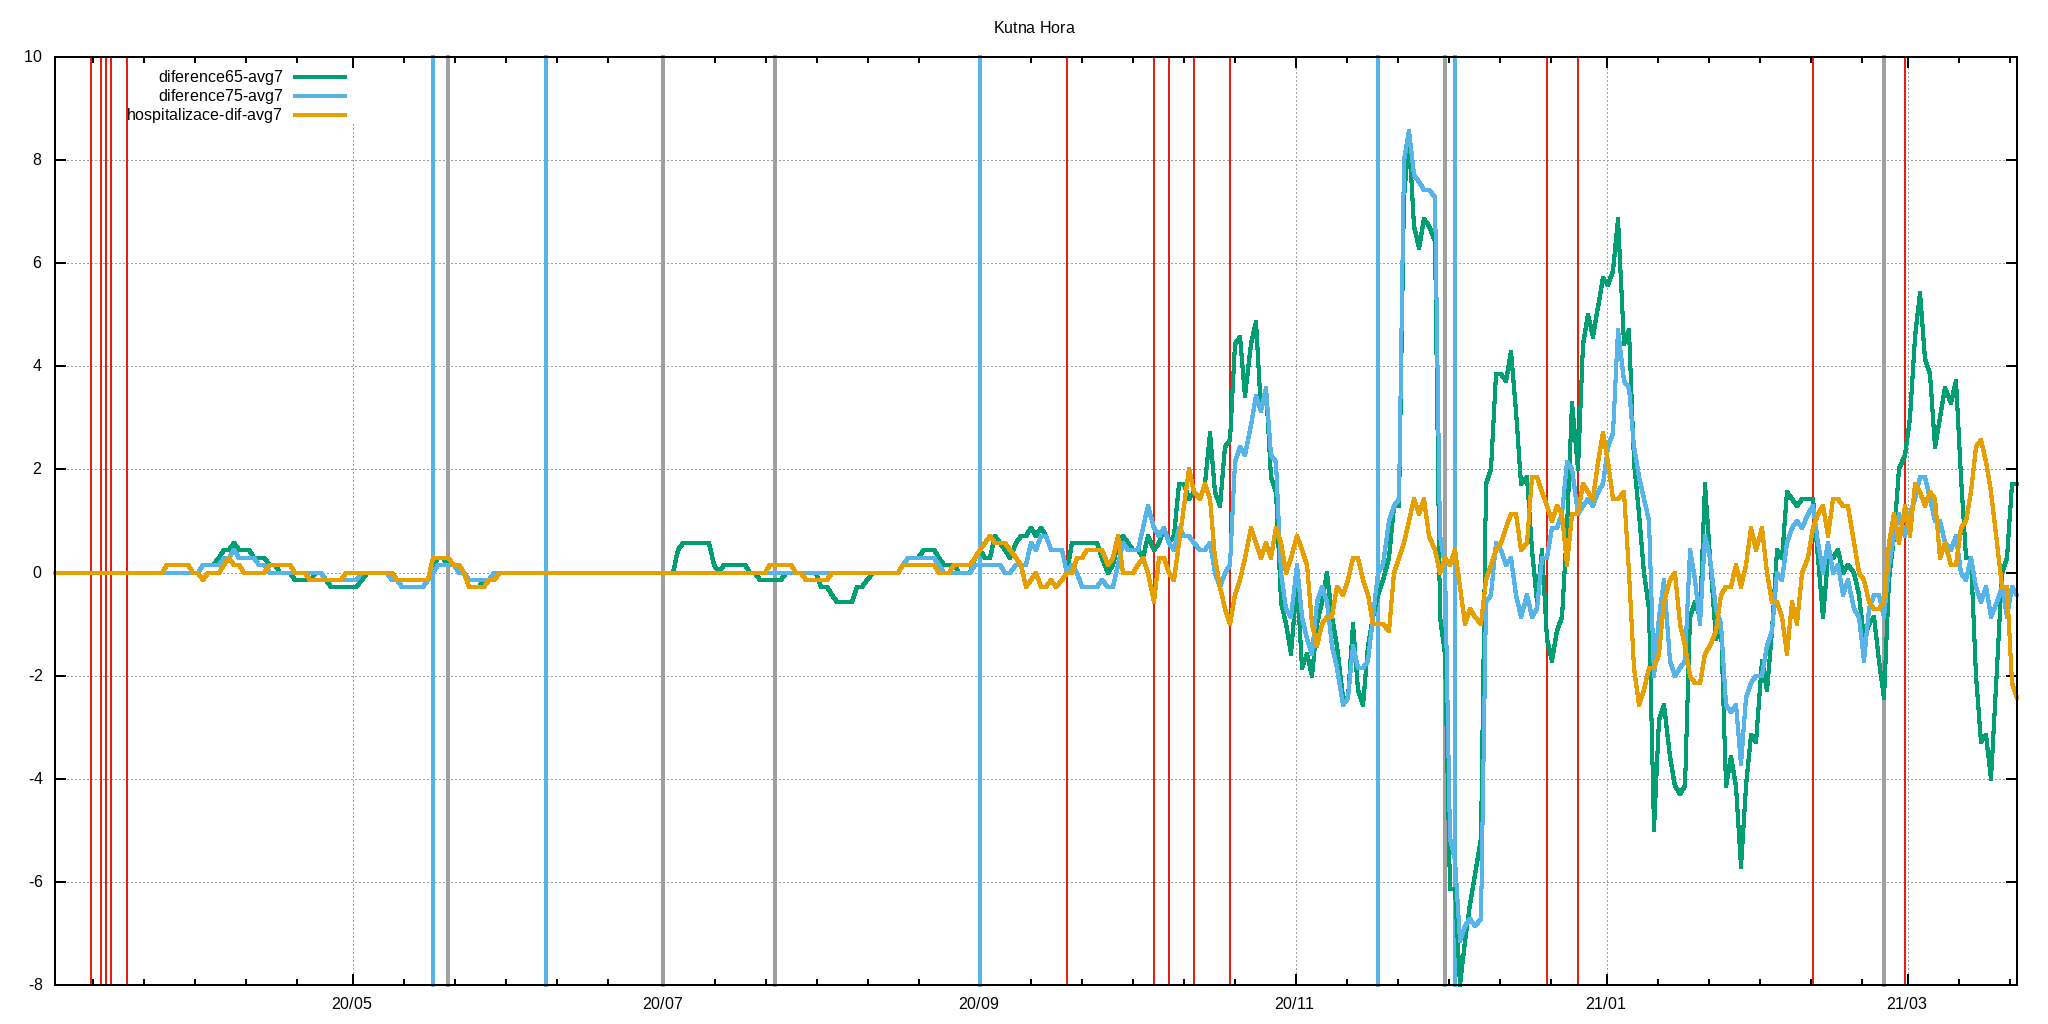 Kutna Hora
10
diference65-avg7
diference75-avg7
hospitalizace-dif-avg7
8
6
4
2
0
-2
-4
-6
-8
20/05 20/07 20/09 20/11 21/01 21/03